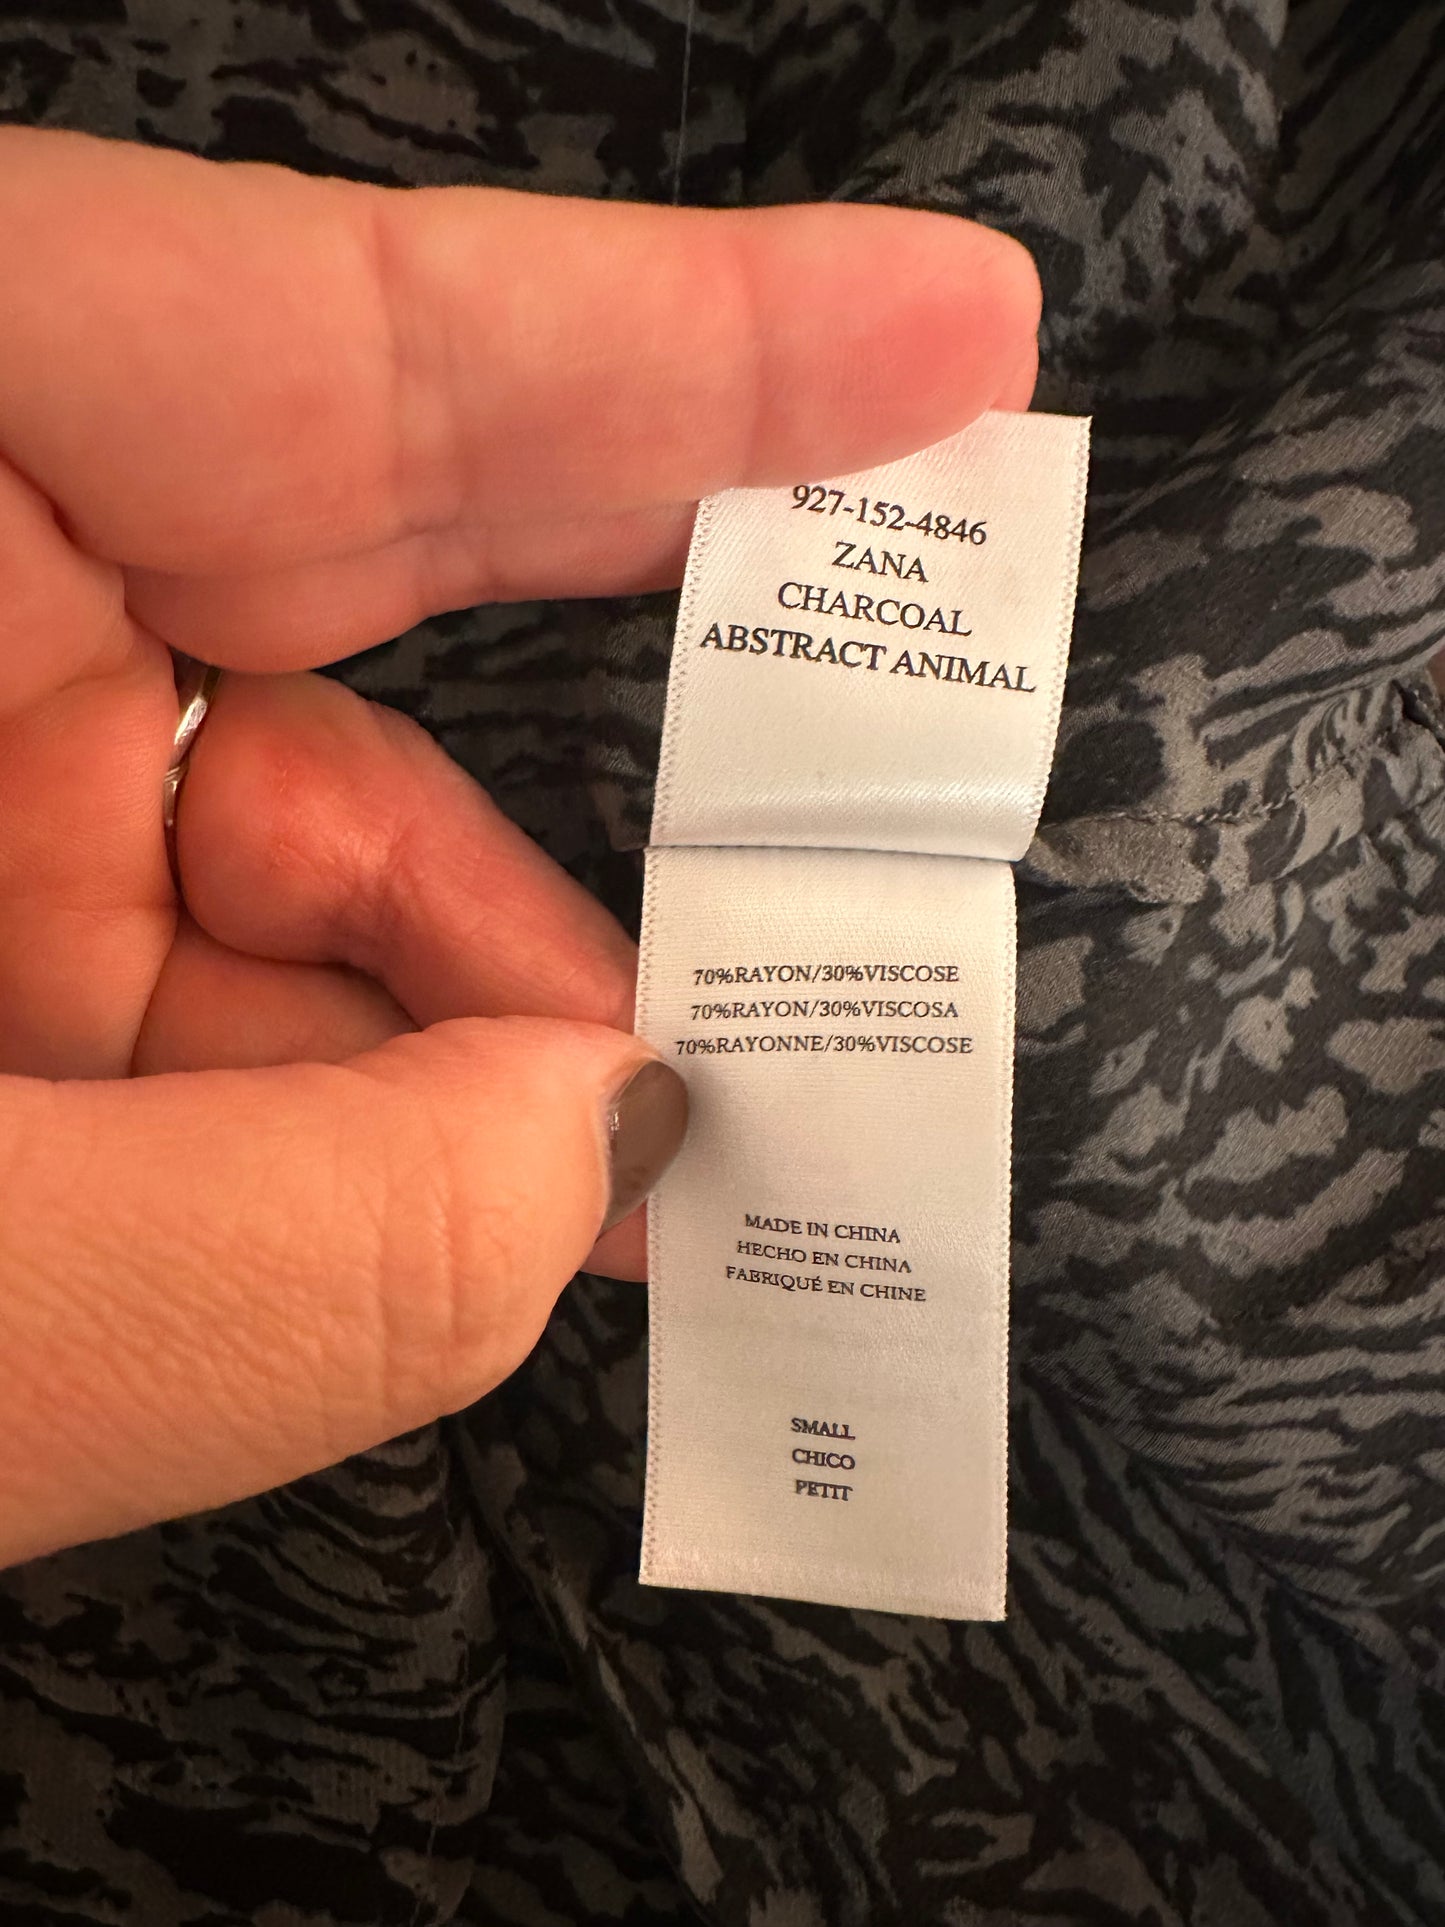 927-152-4846
ZANA
CHARCOAL
ABSTRACT ANIMAL
70%RAYON/30%VISCOSE
70%RAYON/30%VISCOSA
70%RAYONNE/30%VISCOSE
MADE IN CHINA
HECHO EN CHINA
FABRIQUÉ EN CHINE
SMALL
CHICO
PETIT